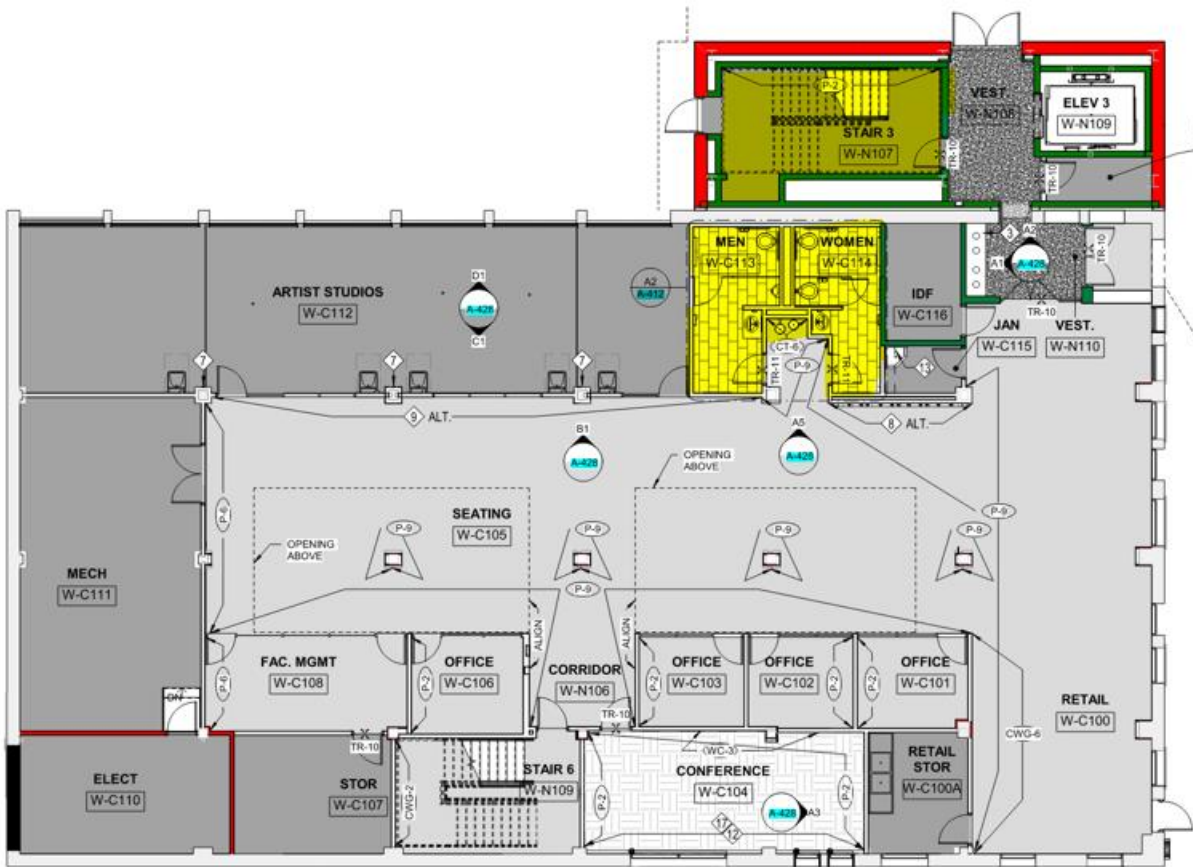 P-2
VEST.
W-N108
ELEV 3
W-N109
STAIR 3
W-N107
TR-10
TR-10
MEN
W-C113
WOMEN
W-C114
3
A2
A1
A-428
TR-10
D1
A-428
C1
A2
A-412
ARTIST STUDIOS
W-C112
IDF
W-C116
TR-10
JAN
W-C115
VEST.
W-N110
CT-6
P-9
TR-11
TR-11
13
7
7
7
9 ALT.
8 ALT.
B1
A-428
A5
A-428
OPENING
ABOVE
P-6
SEATING
W-C105
P-9
P-9
P-9
P-9
P-9
OPENING
ABOVE
MECH
W-C111
P-9
ALIGN
ALIGN
FAC. MGMT
W-C108
P-6
OFFICE
W-C106
P-2
CORRIDOR
W-N106
OFFICE
W-C103
P-2
OFFICE
W-C102
P-2
OFFICE
W-C101
P-2
RETAIL
W-C100
DN
TR-10
TR-10
CWG-6
WC-3
ELECT
W-C110
STOR
W-C107
CWG-2
STAIR 6
W-N109
CONFERENCE
W-C104
P-2
P-2
A-428
A3
17
12
RETAIL
STOR
W-C100A